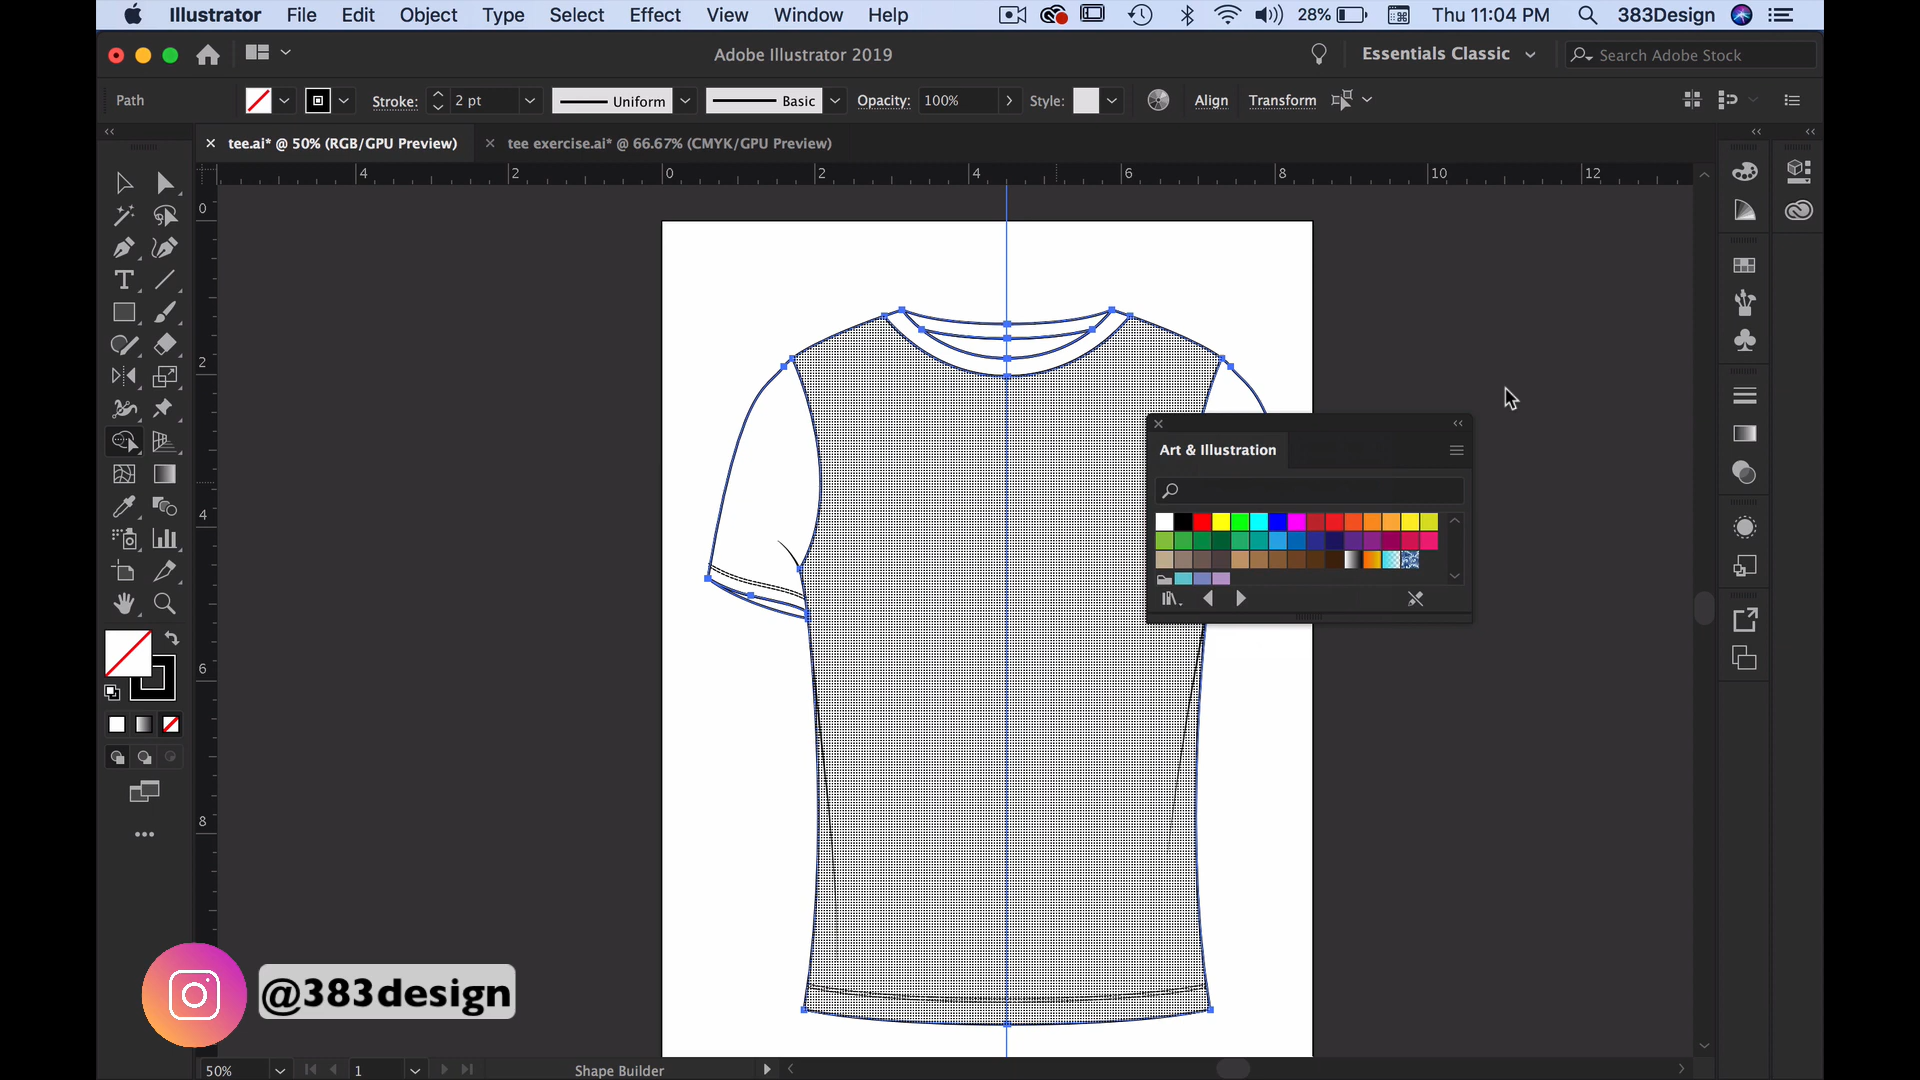 Illustrator File Edit Object Type Select Effect View Window Help 28% Thu 11:04 PM 383Design
Adobe Illustrator 2019 Essentials Classic Search Adobe Stock
Path Stroke: 2 pt Uniform Basic Opacity: 100% Style: Align Transform
tee.ai* @ 50% (RGB/GPU Preview) tee exercise.ai* @ 66.67% (CMYK/GPU Preview)
4 2 0 2 4 6 8 10 12
0
2
Art & Illustration
4
6
8
@383design
50% 1 Shape Builder